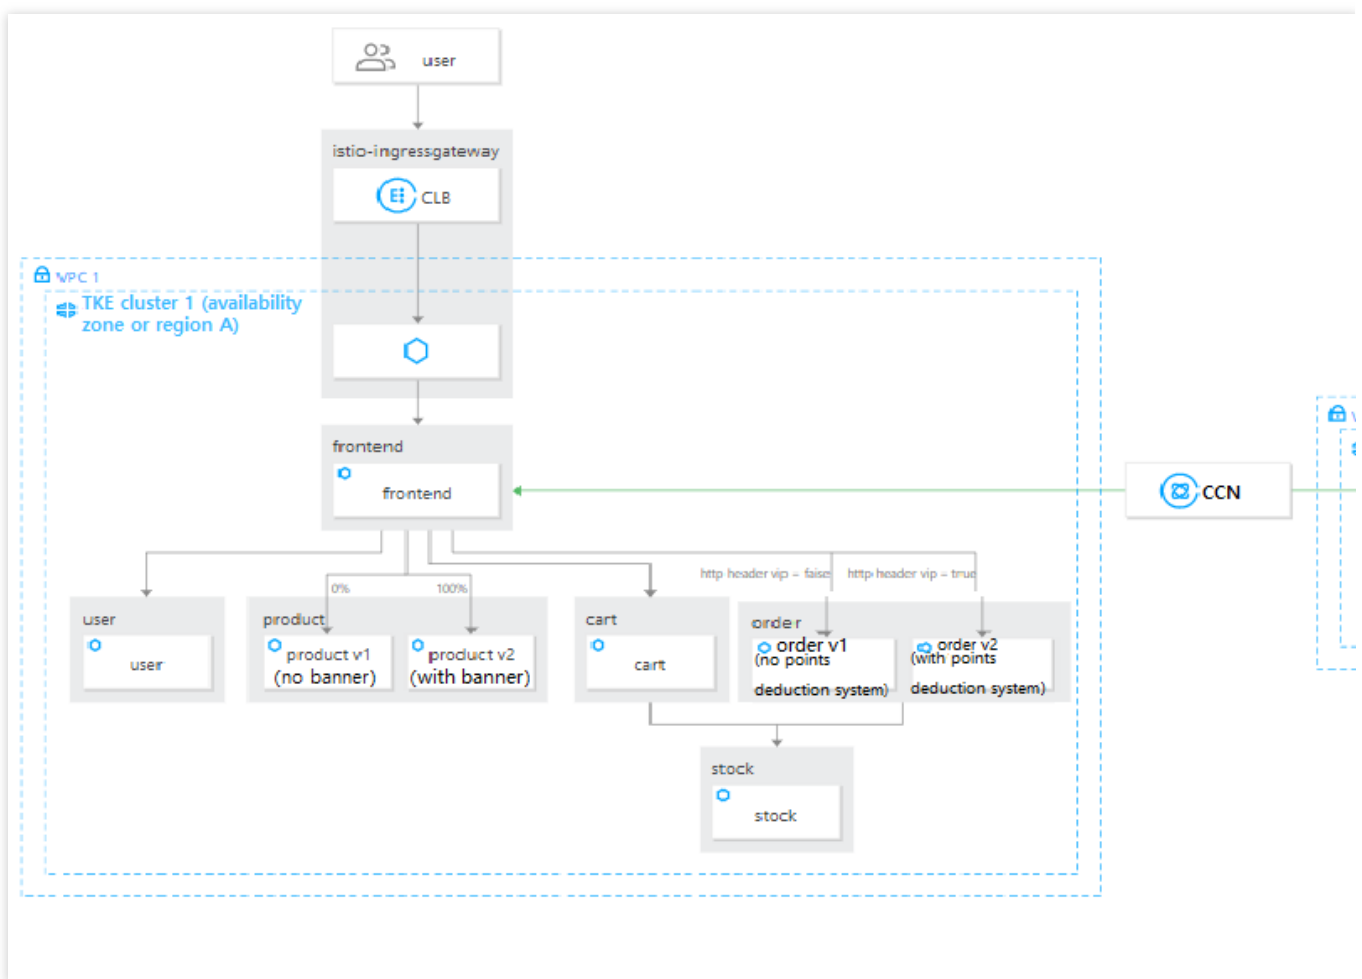 user
istio-ingressgateway
CLB
VPC 1
TKE cluster 1 (availability
zone or region A)
frontend
frontend
CCN
http header vip = false
http header vip = true
0%
100%
user
user
product
product v1
(no banner)
product v2
(with banner)
cart
cart
order
order v1
(no points
deduction system)
order v2
(with points
deduction system)
stock
stock